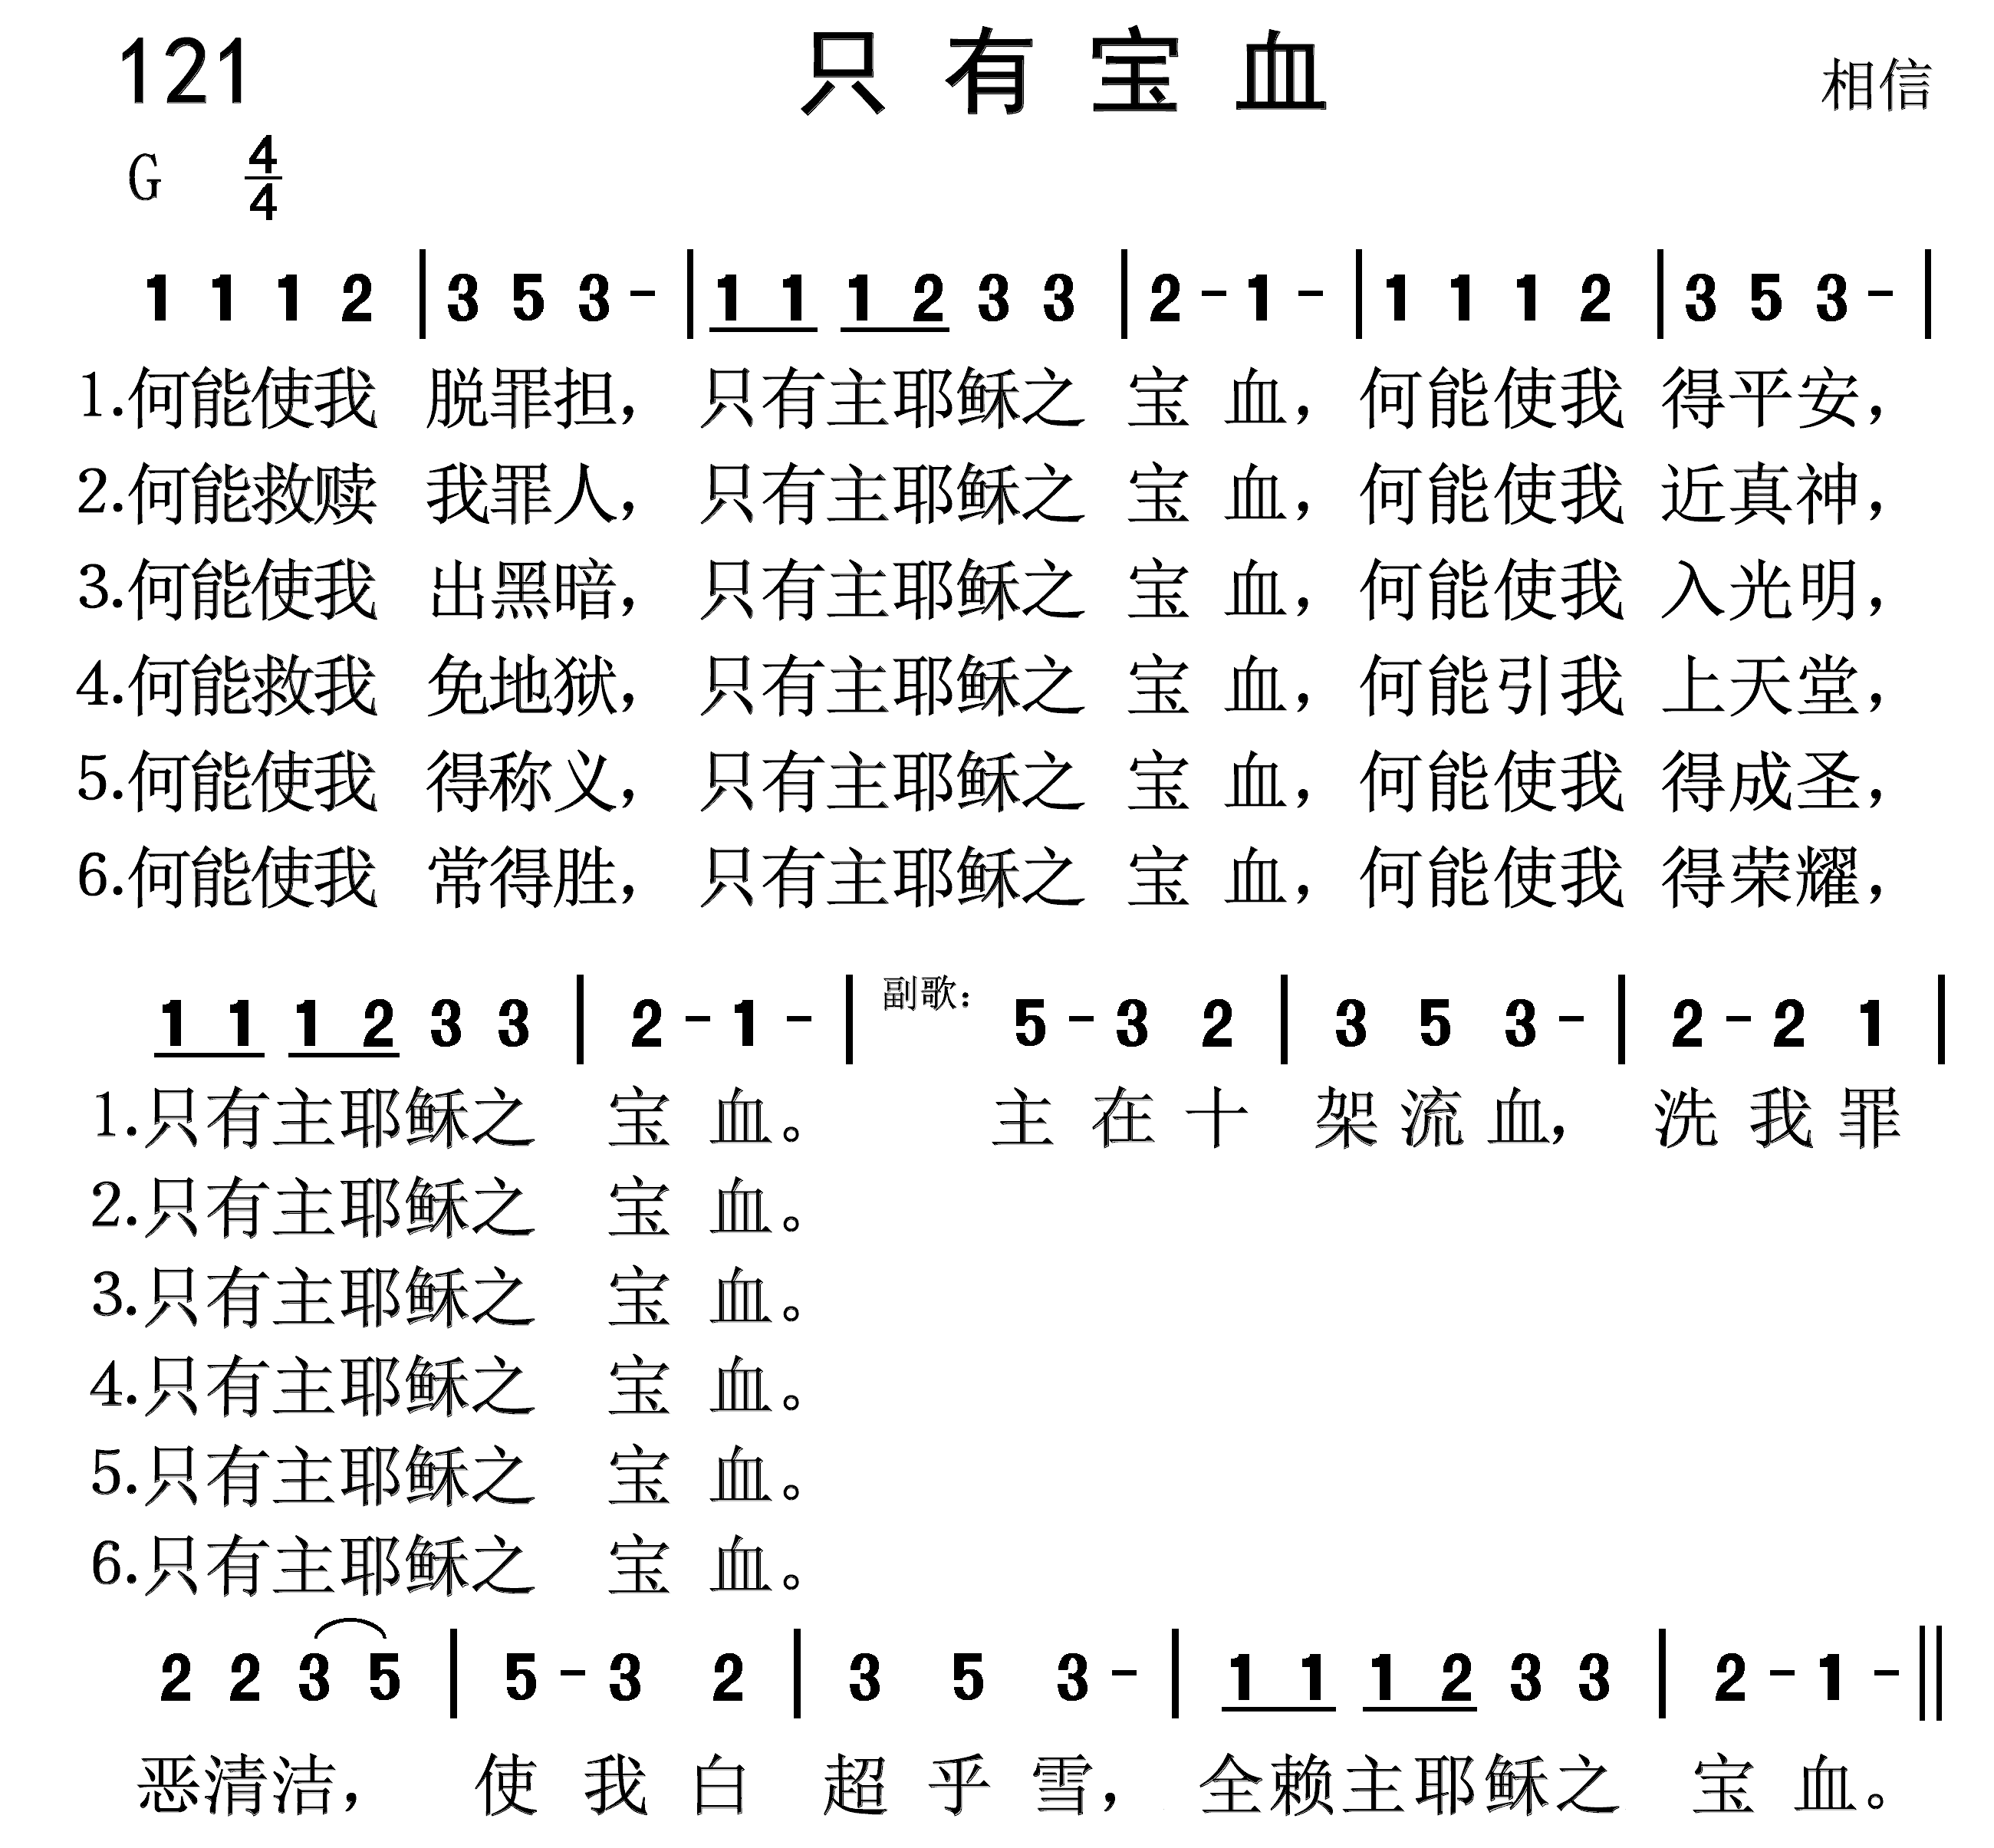 121 只有宝血 相信
G 4/4
1 1 1 2 | 3 5 3 - | 1 1 1 2 3 3 | 2 - 1 - | 1 1 1 2 | 3 5 3 - |
1.何能使我 脱罪担， 只有主耶稣之 宝 血， 何能使我 得平安，
2.何能救赎 我罪人， 只有主耶稣之 宝 血， 何能使我 近真神，
3.何能使我 出黑暗， 只有主耶稣之 宝 血， 何能使我 入光明，
4.何能救我 免地狱， 只有主耶稣之 宝 血， 何能引我 上天堂，
5.何能使我 得称义， 只有主耶稣之 宝 血， 何能使我 得成圣，
6.何能使我 常得胜， 只有主耶稣之 宝 血， 何能使我 得荣耀，
1 1 1 2 3 3 | 2 - 1 - | 副歌： 5 - 3 2 | 3 5 3 - | 2 - 2 1 |
1.只有主耶稣之 宝 血。 主 在 十 架 流 血， 洗 我 罪
2.只有主耶稣之 宝 血。
3.只有主耶稣之 宝 血。
4.只有主耶稣之 宝 血。
5.只有主耶稣之 宝 血。
6.只有主耶稣之 宝 血。
2 2 3 5 | 5 - 3 2 | 3 5 3 - | 1 1 1 2 3 3 | 2 - 1 - ‖
恶清洁， 使 我 白 超 乎 雪， 全赖主耶稣之 宝 血。